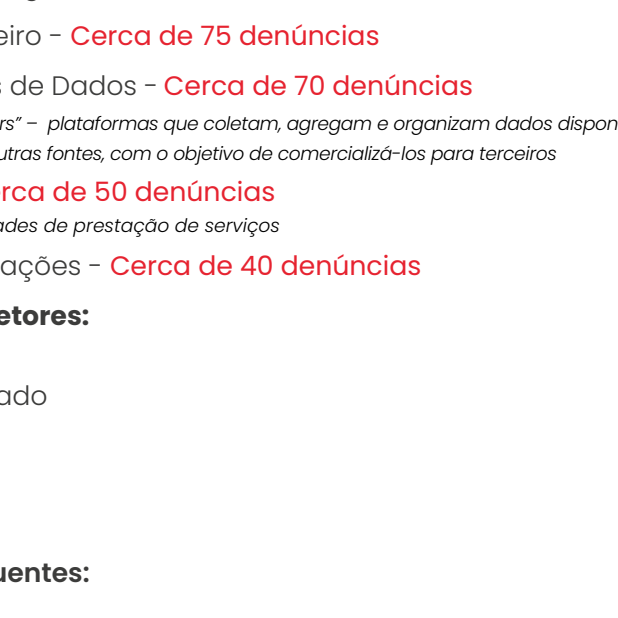 eiro - Cerca de 75 denúncias
s de Dados - Cerca de 70 denúncias
rs” – plataformas que coletam, agregam e organizam dados dispon
utras fontes, com o objetivo de comercializá-los para terceiros
erca de 50 denúncias
ades de prestação de serviços
ações - Cerca de 40 denúncias
etores:
ado
uentes: